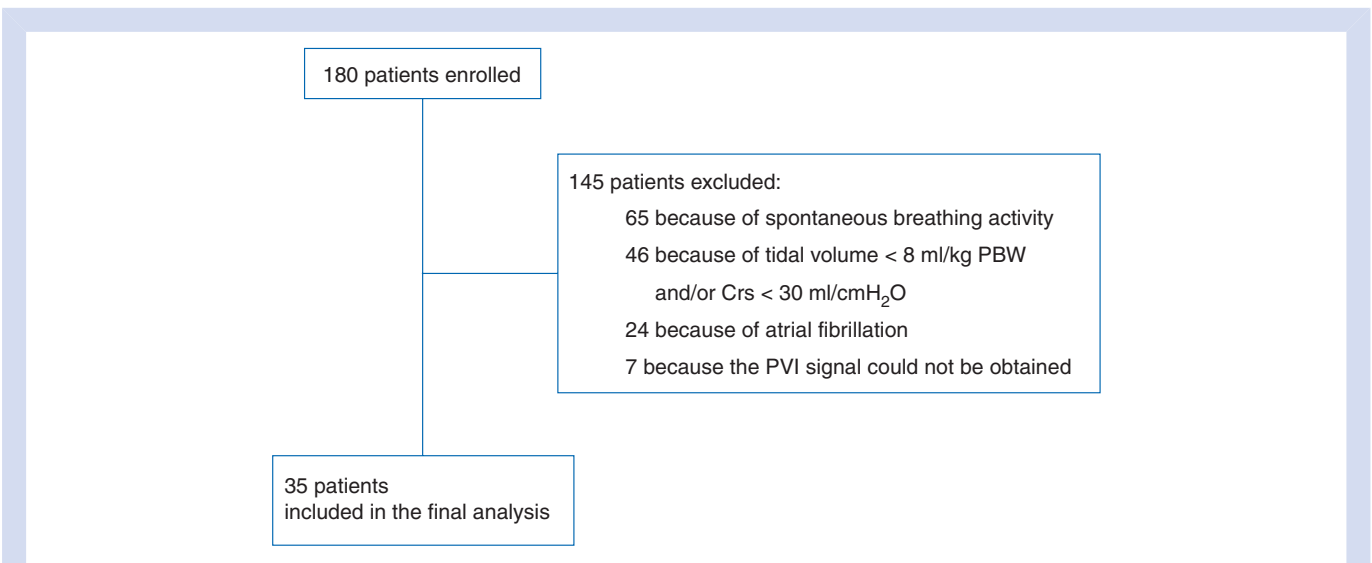 180 patients enrolled
145 patients excluded:
65 because of spontaneous breathing activity
46 because of tidal volume < 8 ml/kg PBW
and/or Crs < 30 ml/cmH₂O
24 because of atrial fibrillation
7 because the PVI signal could not be obtained
35 patients
included in the final analysis